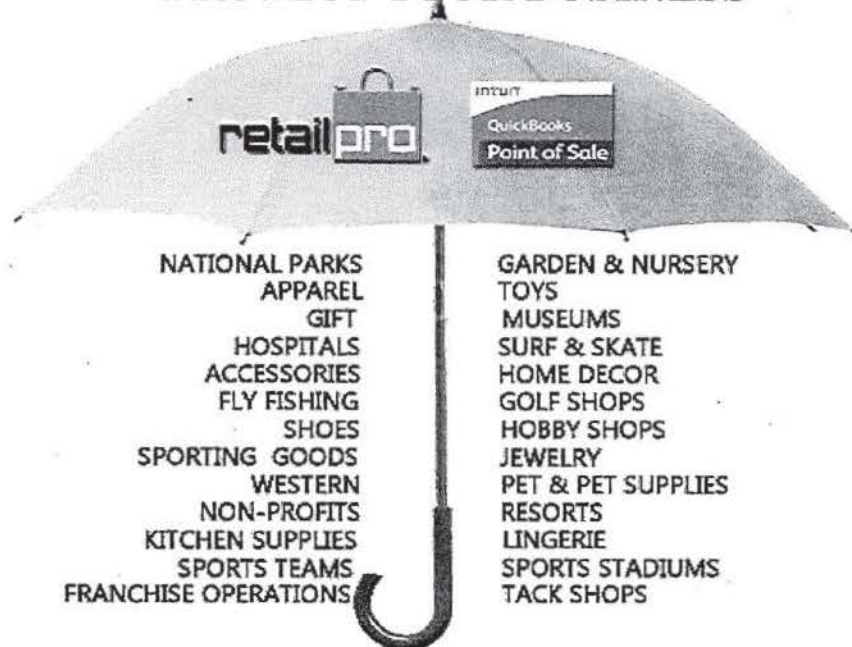 retail pro.
INTUIT
QuickBooks
Point of Sale
NATIONAL PARKS
APPAREL
GIFT
HOSPITALS
ACCESSORIES
FLY FISHING
SHOES
SPORTING GOODS
WESTERN
NON-PROFITS
KITCHEN SUPPLIES
SPORTS TEAMS
FRANCHISE OPERATIONS
GARDEN & NURSERY
TOYS
MUSEUMS
SURF & SKATE
HOME DECOR
GOLF SHOPS
HOBBY SHOPS
JEWELRY
PET & PET SUPPLIES
RESORTS
LINGERIE
SPORTS STADIUMS
TACK SHOPS